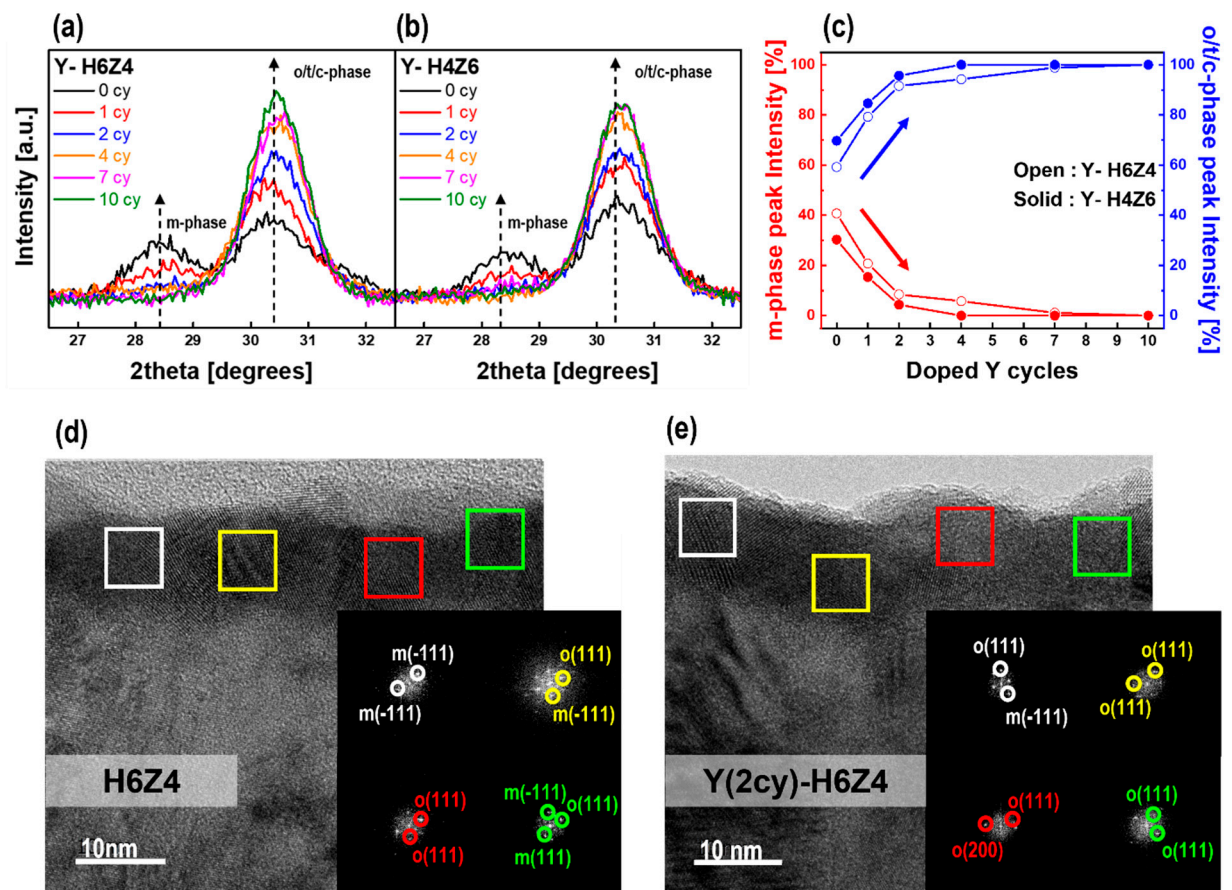 (a)
Y- H6Z4
0 cy
1 cy
2 cy
4 cy
7 cy
10 cy
m-phase
o/t/c-phase
Intensity [a.u.]
27 28 29 30 31 32
2theta [degrees]
(b)
Y- H4Z6
0 cy
1 cy
2 cy
4 cy
7 cy
10 cy
m-phase
o/t/c-phase
27 28 29 30 31 32
2theta [degrees]
(c)
m-phase peak Intensity [%]
100
80
60
40
20
0
Open : Y- H6Z4
Solid : Y- H4Z6
0 1 2 3 4 5 6 7 8 9 10
Doped Y cycles
100
80
60
40
20
0
o/t/c-phase peak Intensity [%]
(d)
m(-111)
m(-111)
o(111)
m(-111)
o(111)
o(111)
m(-111)
o(111)
m(111)
H6Z4
10nm
(e)
o(111)
m(-111)
o(111)
o(111)
o(111)
o(200)
o(111)
o(111)
Y(2cy)-H6Z4
10 nm